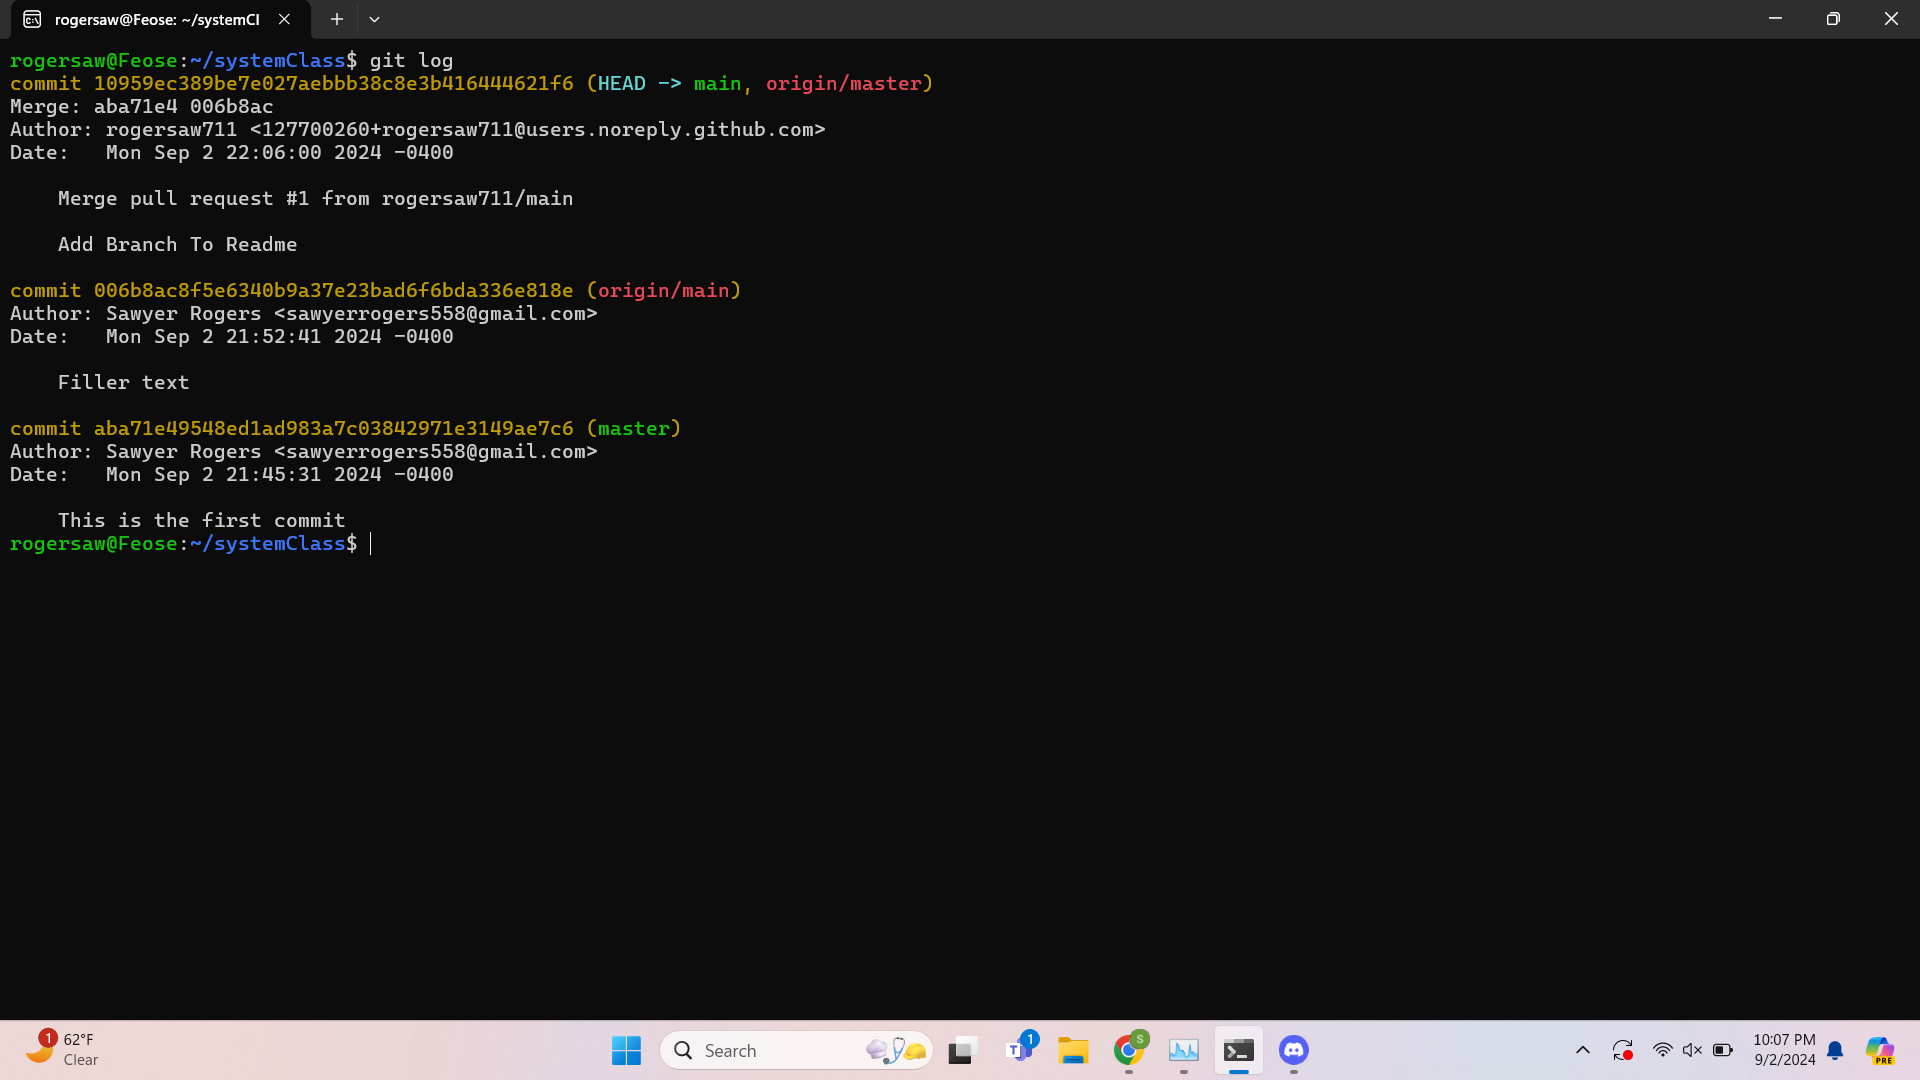 rogersaw@Feose: ~/systemCl
rogersaw@Feose:~/systemClass$ git log
commit 10959ec389be7e027aebbb38c8e3b416444621f6 (HEAD -> main, origin/master)
Merge: aba71e4 006b8ac
Author: rogersaw711 <127700260+rogersaw711@users.noreply.github.com>
Date:   Mon Sep 2 22:06:00 2024 -0400
    Merge pull request #1 from rogersaw711/main
    Add Branch To Readme
commit 006b8ac8f5e6340b9a37e23bad6f6bda336e818e (origin/main)
Author: Sawyer Rogers <sawyerrogers558@gmail.com>
Date:   Mon Sep 2 21:52:41 2024 -0400
    Filler text
commit aba71e49548ed1ad983a7c03842971e3149ae7c6 (master)
Author: Sawyer Rogers <sawyerrogers558@gmail.com>
Date:   Mon Sep 2 21:45:31 2024 -0400
    This is the first commit
rogersaw@Feose:~/systemClass$
1
62°F
Clear
Search
T
1
S
10:07 PM
9/2/2024
PRE